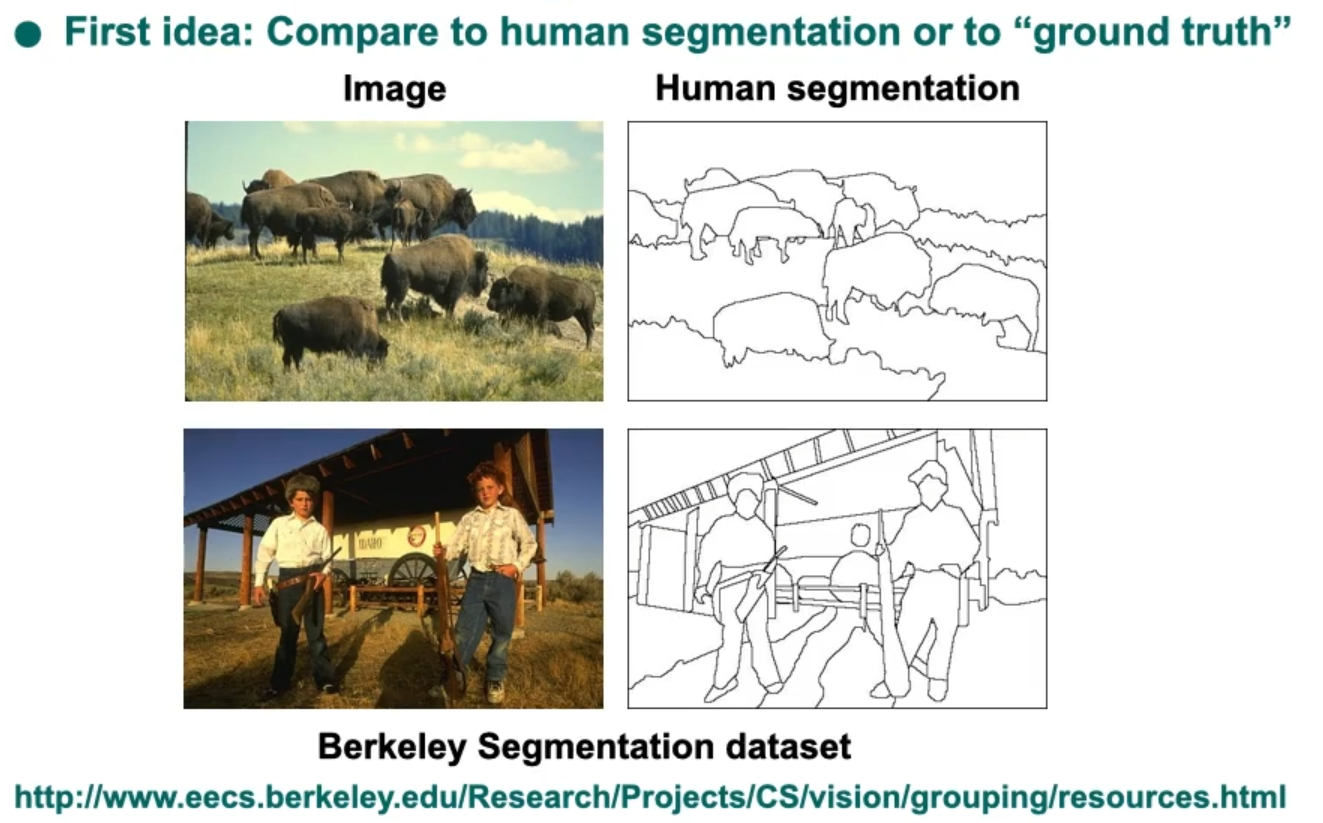 ● First idea: Compare to human segmentation or to “ground truth”
Image
Human segmentation
IDAHO
Berkeley Segmentation dataset
http://www.eecs.berkeley.edu/Research/Projects/CS/vision/grouping/resources.html